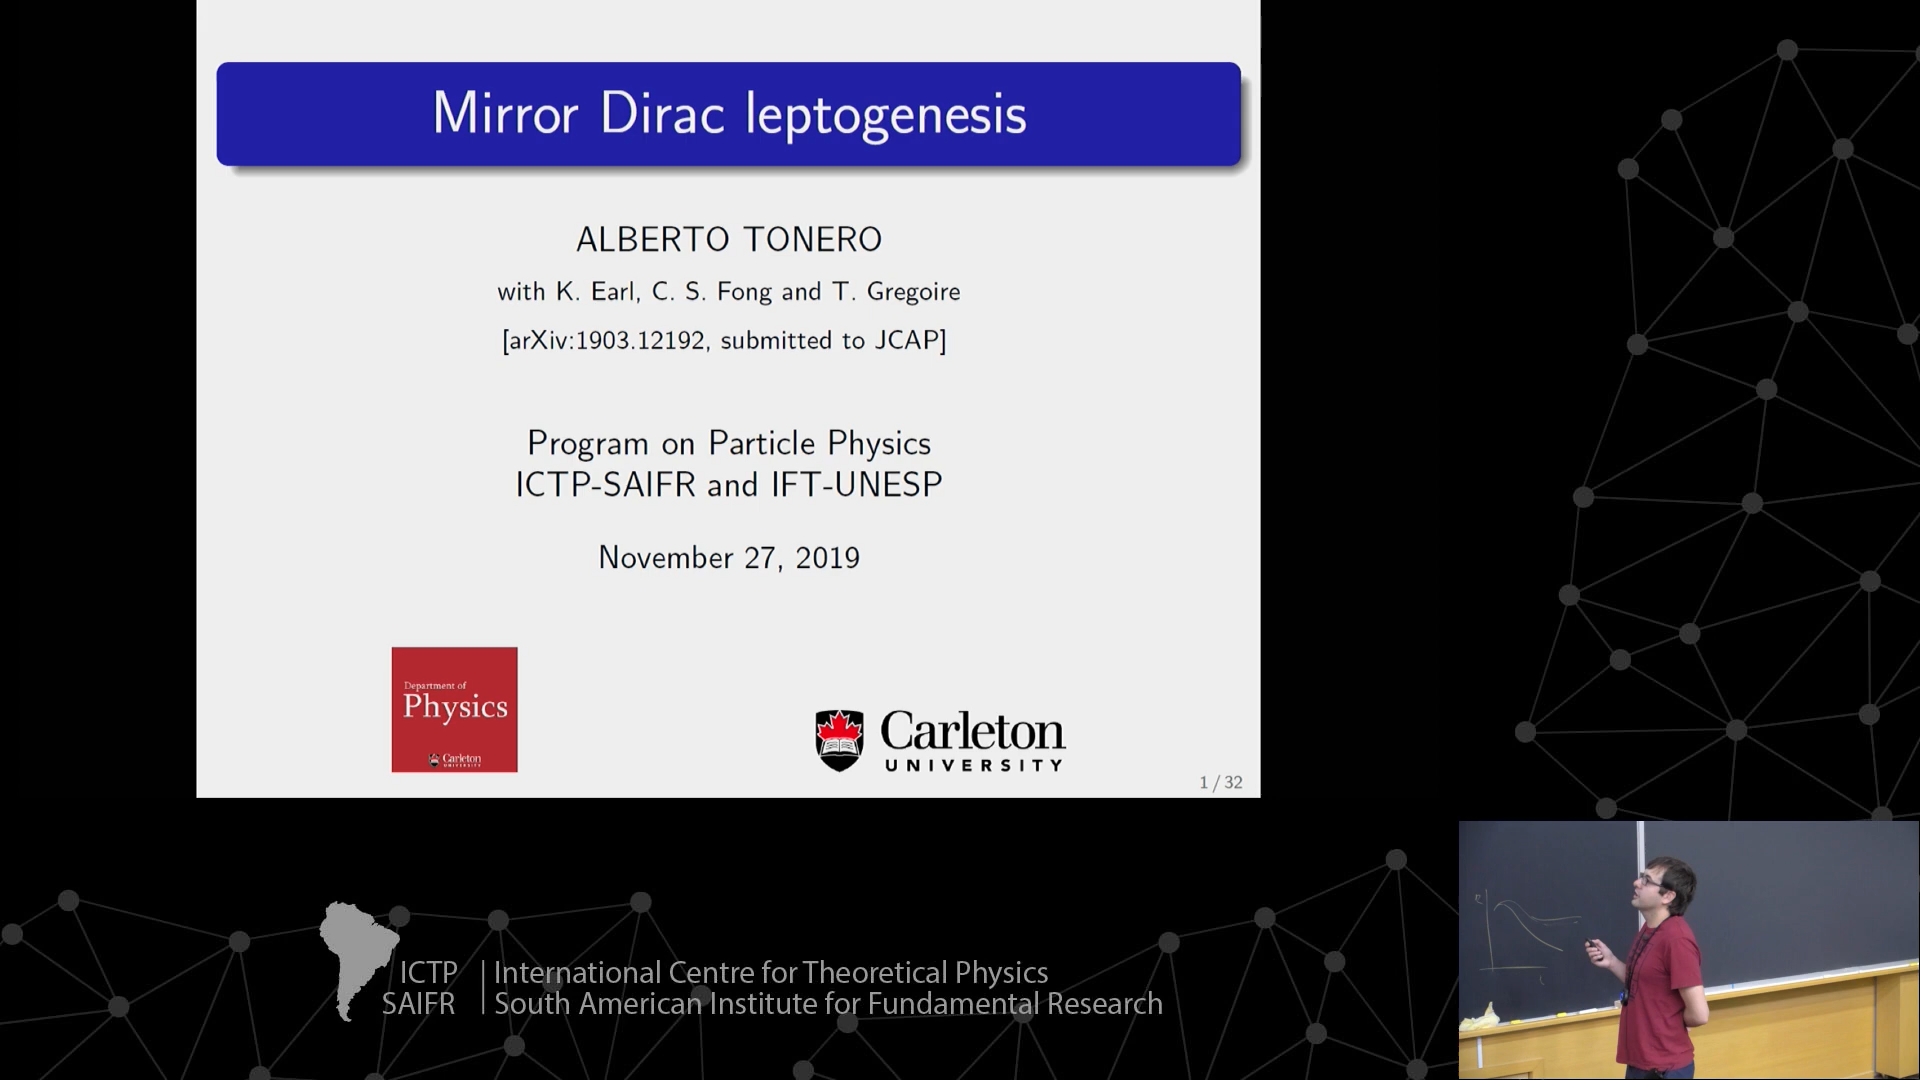 Mirror Dirac leptogenesis
ALBERTO TONERO
with K. Earl, C. S. Fong and T. Gregoire
[arXiv:1903.12192, submitted to JCAP]
Program on Particle Physics
ICTP-SAIFR and IFT-UNESP
November 27, 2019
Department of
Physics
Carleton
UNIVERSITY
Carleton
UNIVERSITY
1 / 32
ICTP | International Centre for Theoretical Physics
SAIFR | South American Institute for Fundamental Research